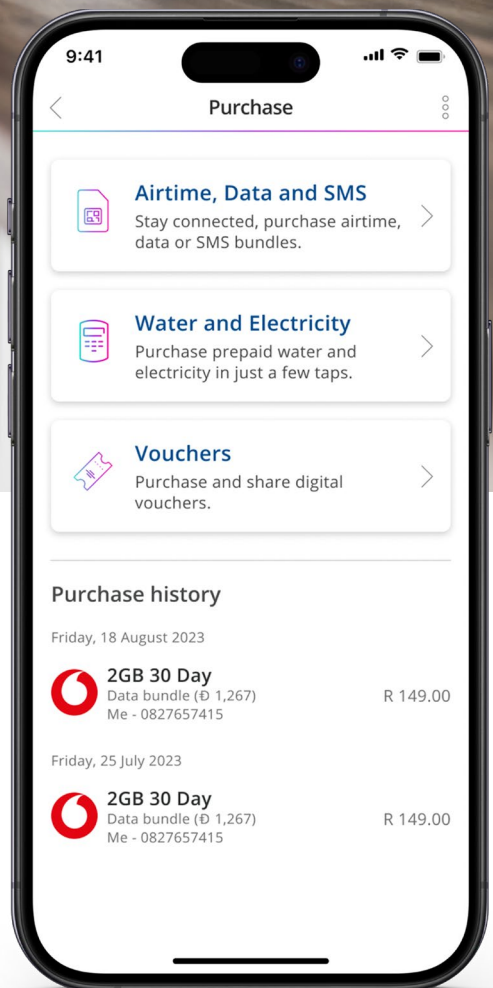 9:41
Purchase
Airtime, Data and SMS
Stay connected, purchase airtime,
data or SMS bundles.
Water and Electricity
Purchase prepaid water and
electricity in just a few taps.
Vouchers
Purchase and share digital
vouchers.
Purchase history
Friday, 18 August 2023
2GB 30 Day
Data bundle (Đ 1,267)
Me - 0827657415
R 149.00
Friday, 25 July 2023
2GB 30 Day
Data bundle (Đ 1,267)
Me - 0827657415
R 149.00